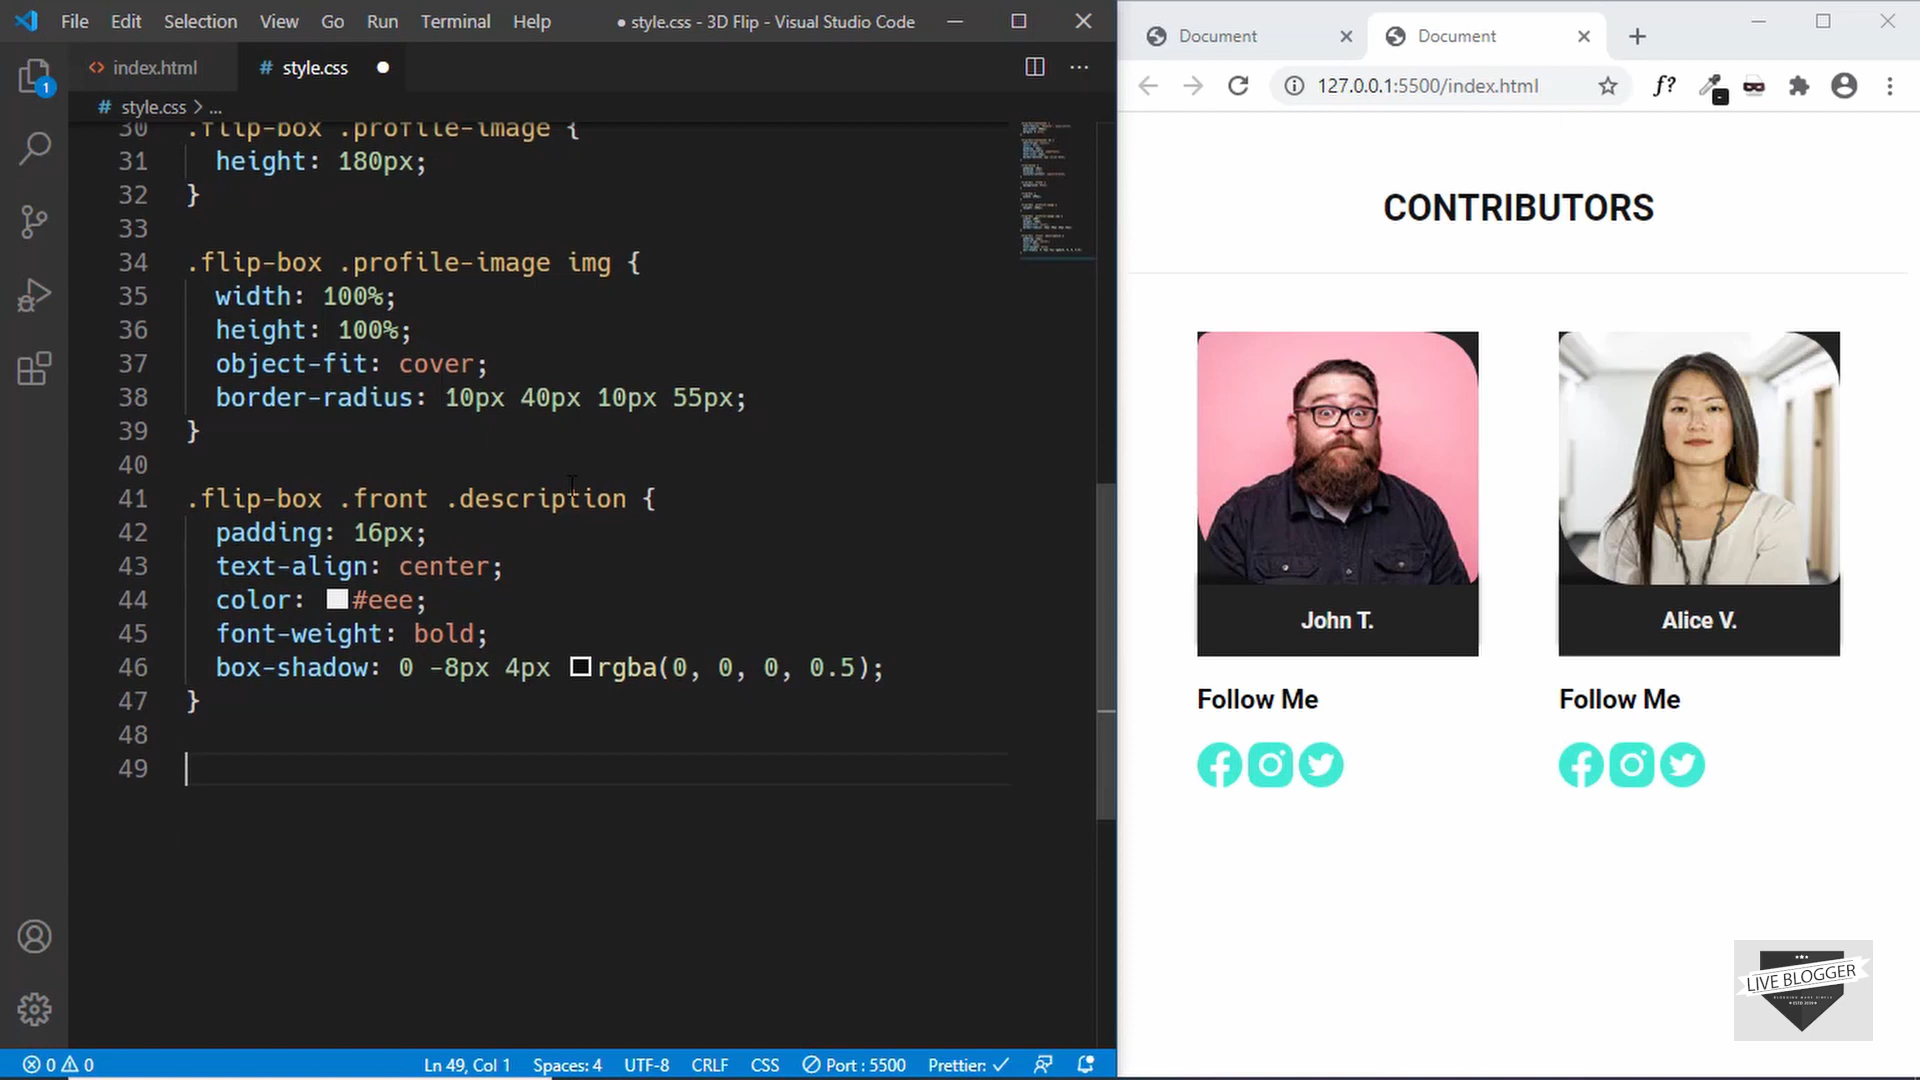 File Edit Selection View Go Run Terminal Help
● style.css - 3D Flip - Visual Studio Code
index.html
# style.css
# style.css > ...
1
30 .flip-box .profile-image {
31 height: 180px;
32 }
33
34 .flip-box .profile-image img {
35 width: 100%;
36 height: 100%;
37 object-fit: cover;
38 border-radius: 10px 40px 10px 55px;
39 }
40
41 .flip-box .front .description {
42 padding: 16px;
43 text-align: center;
44 color: #eee;
45 font-weight: bold;
46 box-shadow: 0 -8px 4px rgba(0, 0, 0, 0.5);
47 }
48
49
0 0 Ln 49, Col 1 Spaces: 4 UTF-8 CRLF CSS Port : 5500 Prettier: ✓
Document
Document
127.0.0.1:5500/index.html
f?
CONTRIBUTORS
John T.
Alice V.
Follow Me
Follow Me
LIVE BLOGGER